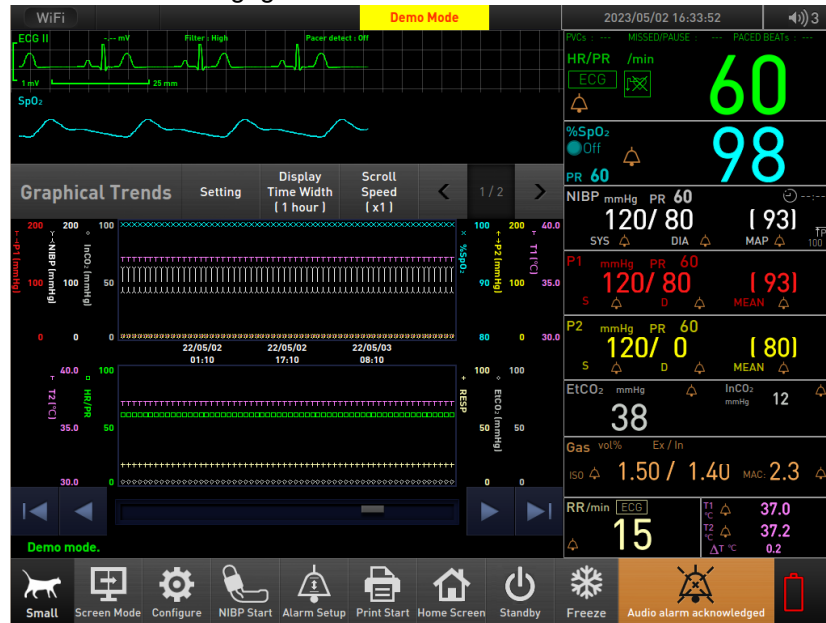 WiFi
Demo Mode
2023/05/02 16:33:52
3
ECG II
-.-- mV
Filter : High
Pacer detect : Off
1 mV
25 mm
SpO₂
PVCs : --- MISSED/PAUSE : --- PACED BEATs : ---
HR/PR /min
ECG
60
%SpO₂
Off
PR 60
98
Graphical Trends
Setting
Display
Time Width
( 1 hour )
Scroll
Speed
( x1 )
1 / 2
NIBP mmHg PR 60
--:--
120/ 80 ( 93)
SYS DIA MAP
100
P1 mmHg PR 60
120/ 80 ( 93)
S D MEAN
P2 mmHg PR 60
120/ 0 ( 80)
S D MEAN
200 200 100
P1 (mmHg)
NIBP (mmHg)
InCO₂ (mmHg)
100 100 50
0 0 0
100 200 40.0
%SpO₂
P2 (mmHg)
T1 (°C)
90 100 35.0
80 0 30.0
22/05/02 22/05/02 22/05/03
01:10 17:10 08:10
40.0 100
T2 (°C)
HR/PR
35.0 50
30.0 0
100 100
RESP
EtCO₂ (mmHg)
50 50
0 0
EtCO₂ mmHg
38
InCO₂
mmHg
12
Gas vol% Ex / In
ISO 1.50 / 1.40 MAC: 2.3
RR/min ECG
15
T1 °C 37.0
T2 °C 37.2
ΔT °C 0.2
Demo mode.
Small
Screen Mode
Configure
NIBP Start
Alarm Setup
Print Start
Home Screen
Standby
Freeze
Audio alarm acknowledged